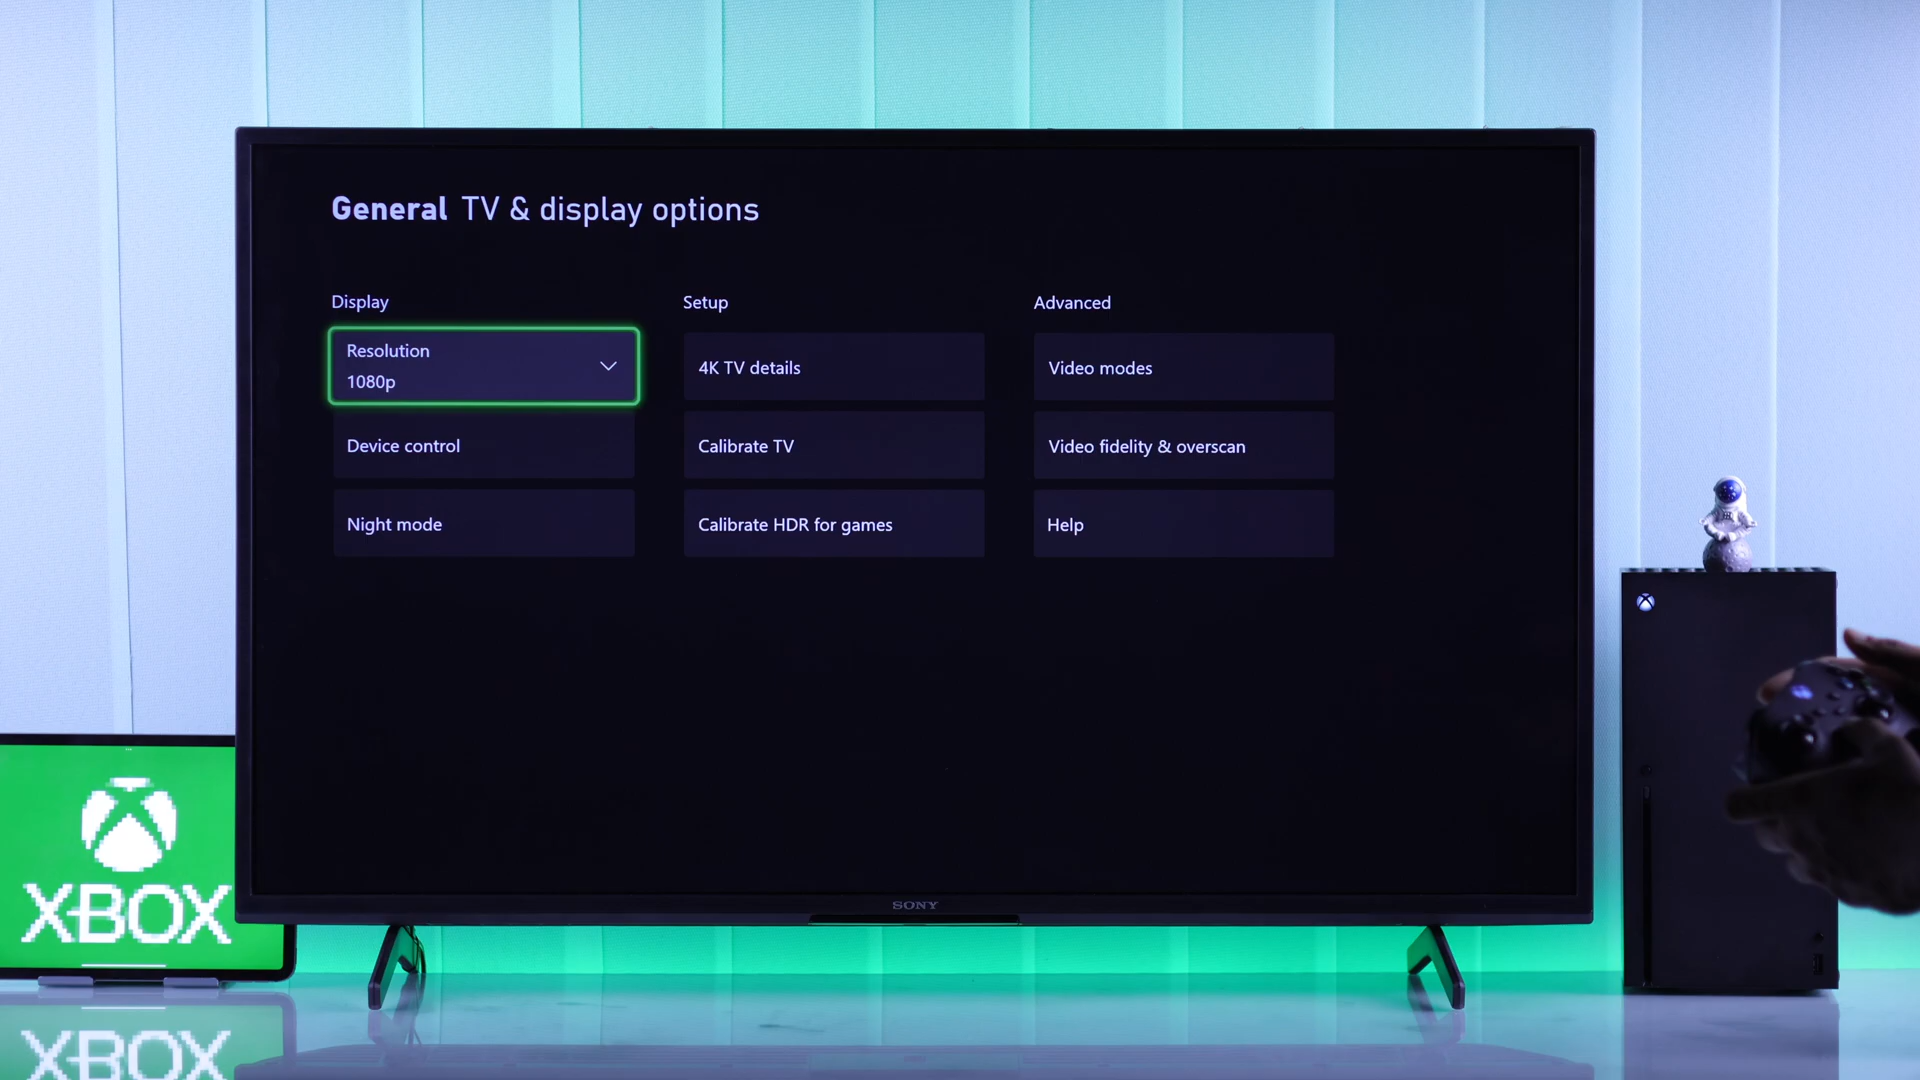 General TV & display options
Display
Resolution
1080p
Device control
Night mode
Setup
4K TV details
Calibrate TV
Calibrate HDR for games
Advanced
Video modes
Video fidelity & overscan
Help
SONY
XBOX
XBOX